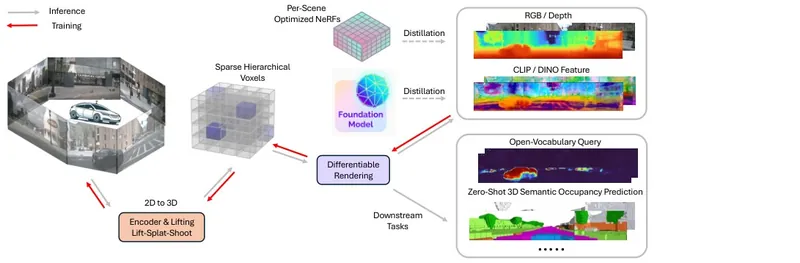 Inference
Training
Per-Scene
Optimized NeRFs
Distillation
RGB / Depth
Sparse Hierarchical
Voxels
CLIP / DINO Feature
Distillation
Foundation
Model
Differentiable
Rendering
Open-Vocabulary Query
Zero-Shot 3D Semantic Occupancy Prediction
2D to 3D
Encoder & Lifting
Lift-Splat-Shoot
Downstream
Tasks
.....